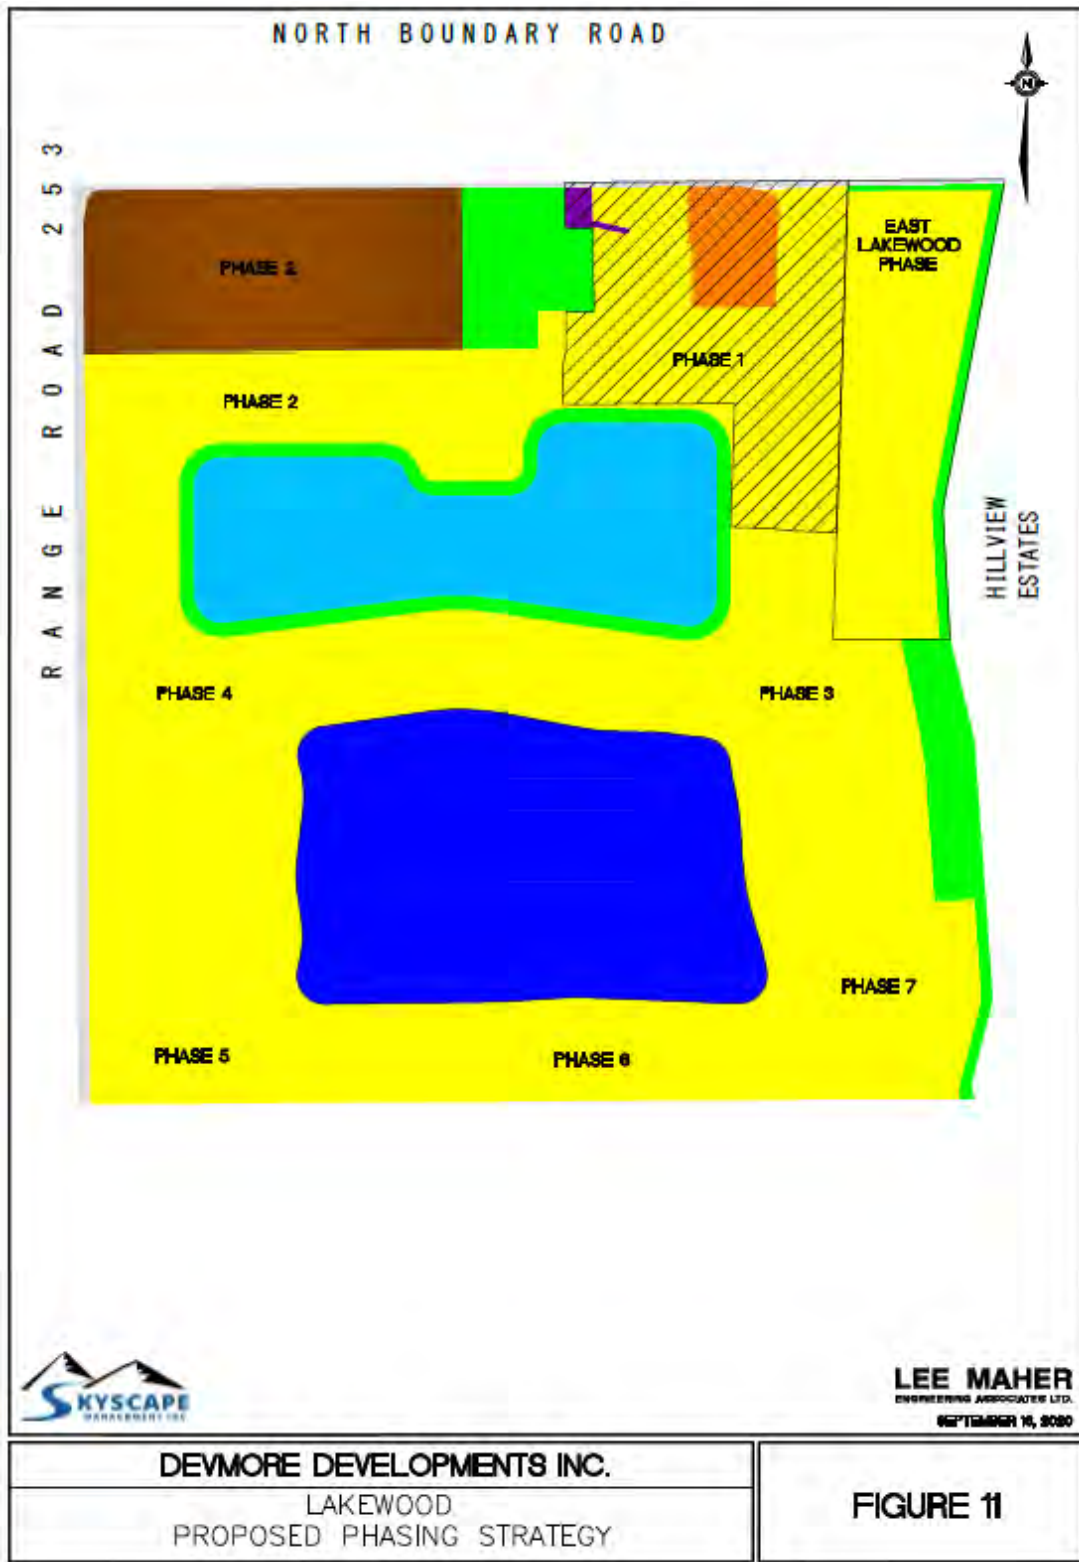 NORTH BOUNDARY ROAD
N
RANGE ROAD 253
EAST
LAKEWOOD
PHASE
PHASE 2
PHASE 1
PHASE 2
HILLVIEW
ESTATES
PHASE 4
PHASE 3
PHASE 7
PHASE 5
PHASE 6
SKYSCAPE
MANAGEMENT INC
LEE MAHER
ENGINEERING ASSOCIATES LTD.
SEPTEMBER 16, 2020
DEVMORE DEVELOPMENTS INC.
LAKEWOOD
PROPOSED PHASING STRATEGY
FIGURE 11